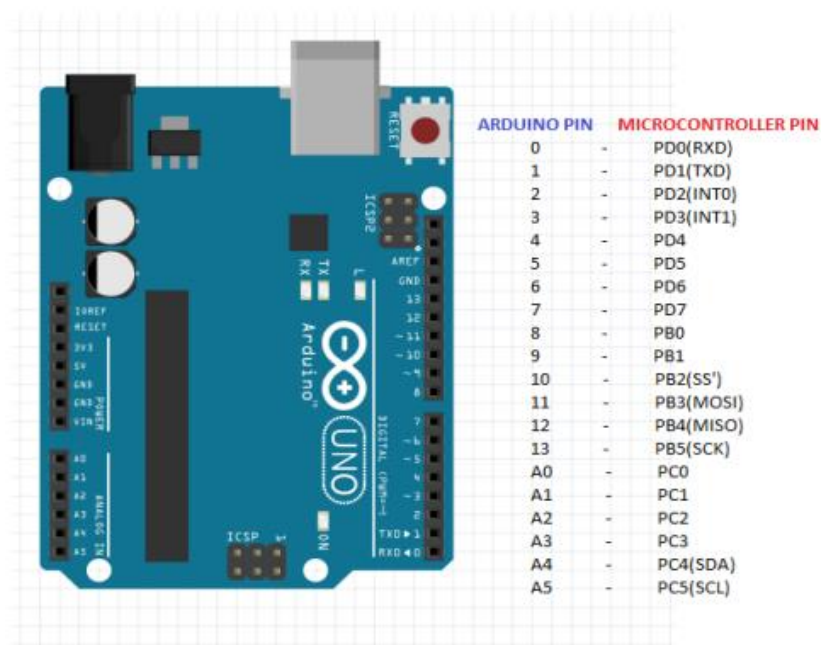 RESET
ICSP2
AREF
GND
13
12
~11
~10
~9
8
7
~6
~5
4
~3
2
TXD▶1
RXD◀0
DIGITAL (PWM=~)
RX
TX
L
Arduino™
UNO
ON
ICSP
1
IOREF
RESET
3V3
5V
GND
GND
VIN
POWER
A0
A1
A2
A3
A4
A5
ANALOG IN
ARDUINO PIN MICROCONTROLLER PIN
0 - PD0(RXD)
1 - PD1(TXD)
2 - PD2(INT0)
3 - PD3(INT1)
4 - PD4
5 - PD5
6 - PD6
7 - PD7
8 - PB0
9 - PB1
10 - PB2(SS')
11 - PB3(MOSI)
12 - PB4(MISO)
13 - PB5(SCK)
A0 - PC0
A1 - PC1
A2 - PC2
A3 - PC3
A4 - PC4(SDA)
A5 - PC5(SCL)